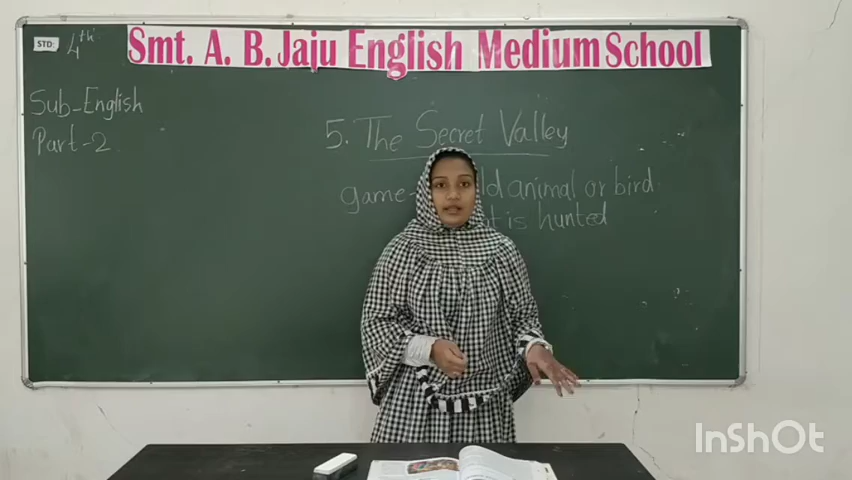 STD: 4th
Smt. A. B. Jaju English Medium School
Sub-English
Part-2
5. The Secret Valley
game- ld animal or bird
t is hunted
InShOt